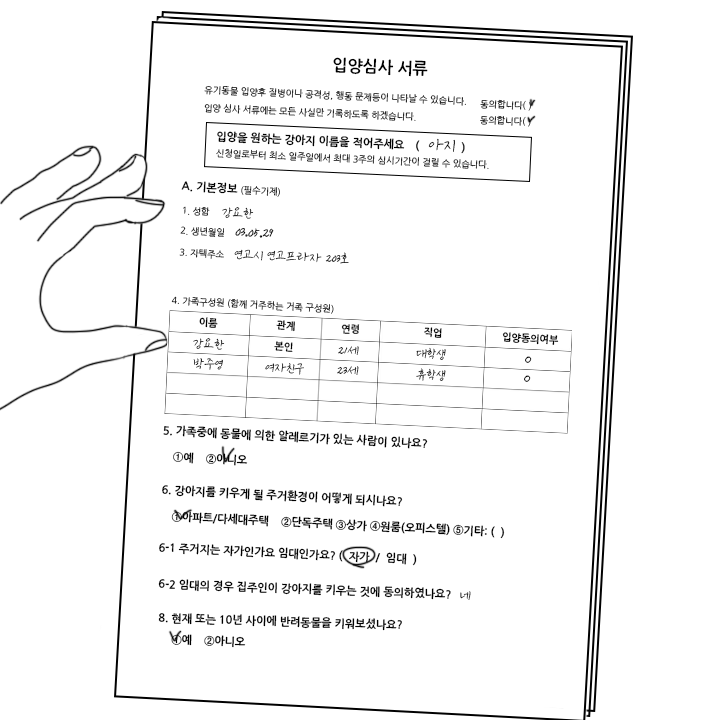 입양심사 서류
유기동물 입양후 질병이나 공격성, 행동 문제등이 나타날 수 있습니다. 동의합니다(✔
입양 심사 서류에는 모든 사실만 기록하도록 하겠습니다. 동의합니다(✔
입양을 원하는 강아지 이름을 적어주세요 ( 아지 )
신청일로부터 최소 일주일에서 최대 3주의 심시기간이 걸릴 수 있습니다.
A. 기본정보 (필수기제)
1. 성함 강요한
2. 생년월일 03.05.29
3. 자택주소 연고시 연고프라자 203호
4. 가족구성원 (함께 거주하는 거족 구성원)
이름 관계 연령 직업 입양동의여부
강요한 본인 21세 대학생 O
박주영 여자친구 23세 휴학생 O
5. 가족중에 동물에 의한 알레르기가 있는 사람이 있나요?
①예 ②아니오
6. 강아지를 키우게 될 주거환경이 어떻게 되시나요?
①아파트/다세대주택 ②단독주택 ③상가 ④원룸(오피스텔) ⑤기타: ( )
6-1 주거지는 자가인가요 임대인가요? ( 자가 / 임대 )
6-2 임대의 경우 집주인이 강아지를 키우는 것에 동의하였나요? 네
8. 현재 또는 10년 사이에 반려동물을 키워보셨나요?
①예 ②아니오